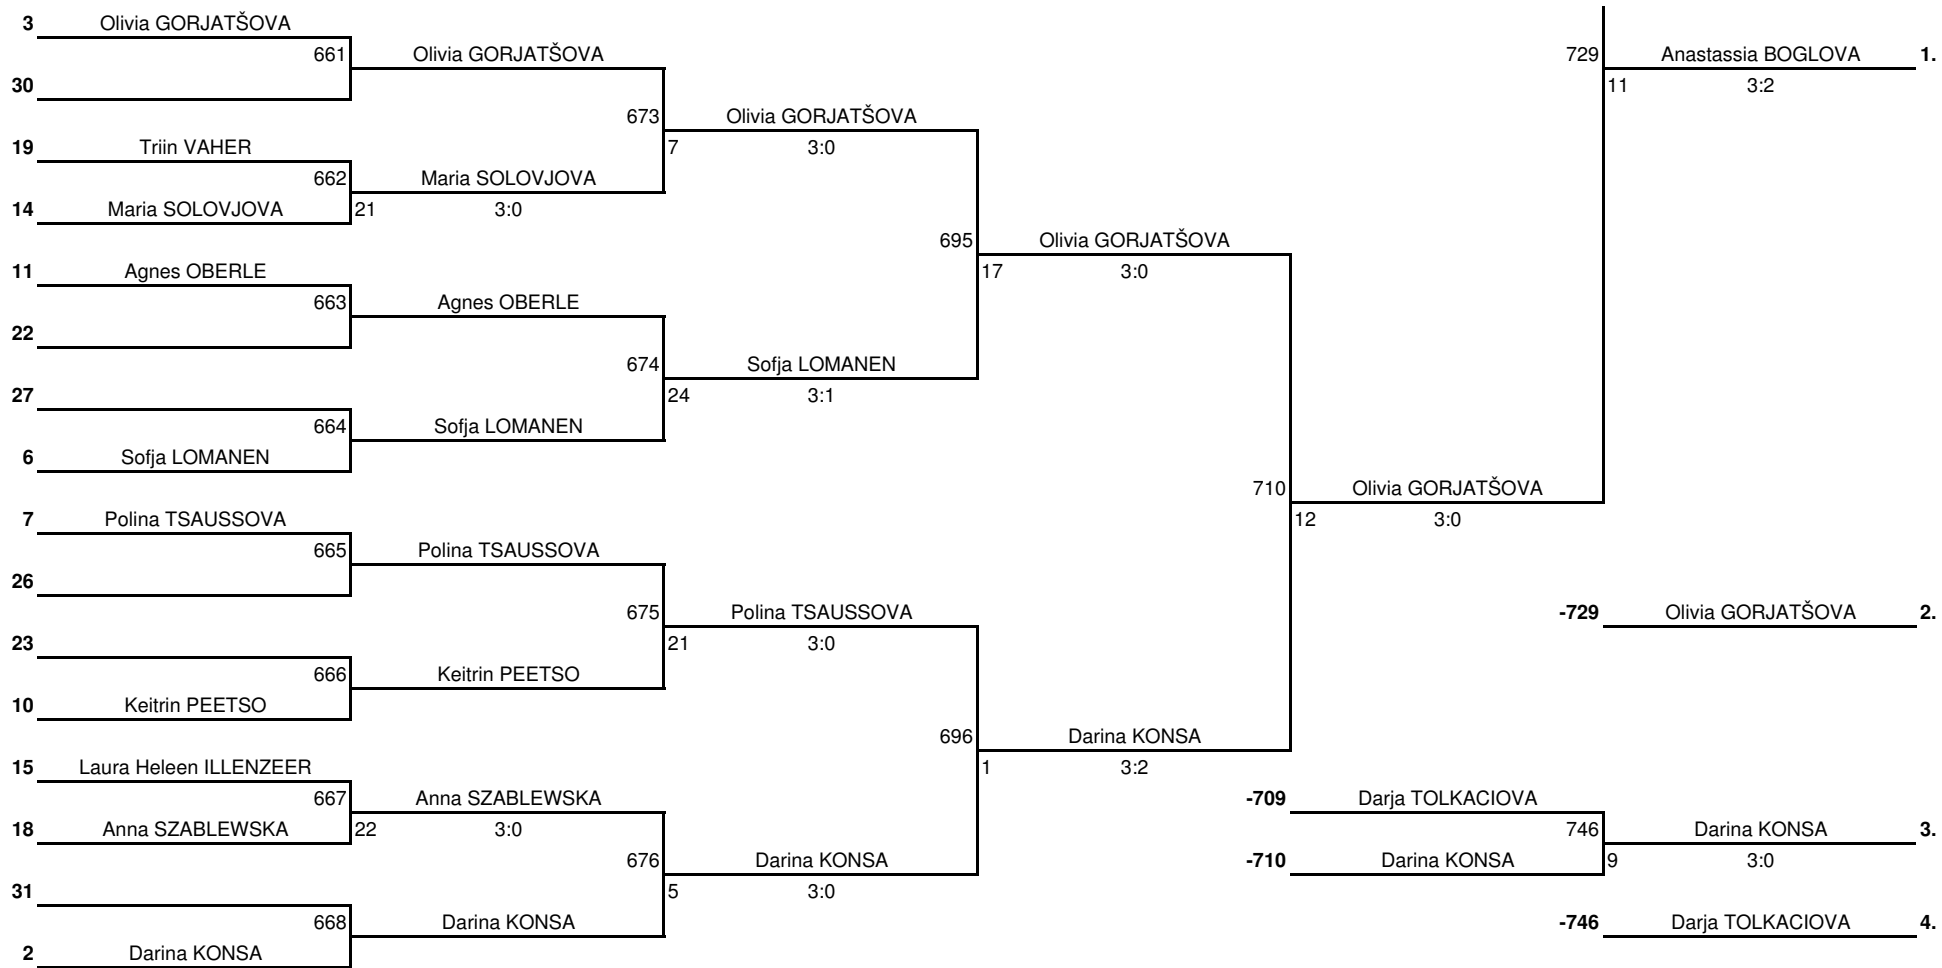 3 Olivia GORJATŠOVA
661 Olivia GORJATŠOVA 729 Anastassia BOGLOVA 1.
30 11 3:2
673 Olivia GORJATŠOVA
19 Triin VAHER 7 3:0
662 Maria SOLOVJOVA
14 Maria SOLOVJOVA 21 3:0
695 Olivia GORJATŠOVA
11 Agnes OBERLE 17 3:0
663 Agnes OBERLE
22
674 Sofja LOMANEN
27 24 3:1
664 Sofja LOMANEN
6 Sofja LOMANEN
710 Olivia GORJATŠOVA
7 Polina TSAUSSOVA 12 3:0
665 Polina TSAUSSOVA
26
675 Polina TSAUSSOVA -729 Olivia GORJATŠOVA 2.
23 21 3:0
666 Keitrin PEETSO
10 Keitrin PEETSO
696 Darina KONSA
15 Laura Heleen ILLENZEER 1 3:2
667 Anna SZABLEWSKA -709 Darja TOLKACIOVA
18 Anna SZABLEWSKA 22 3:0 746 Darina KONSA 3.
676 Darina KONSA -710 Darina KONSA 9 3:0
31 5 3:0
668 Darina KONSA -746 Darja TOLKACIOVA 4.
2 Darina KONSA